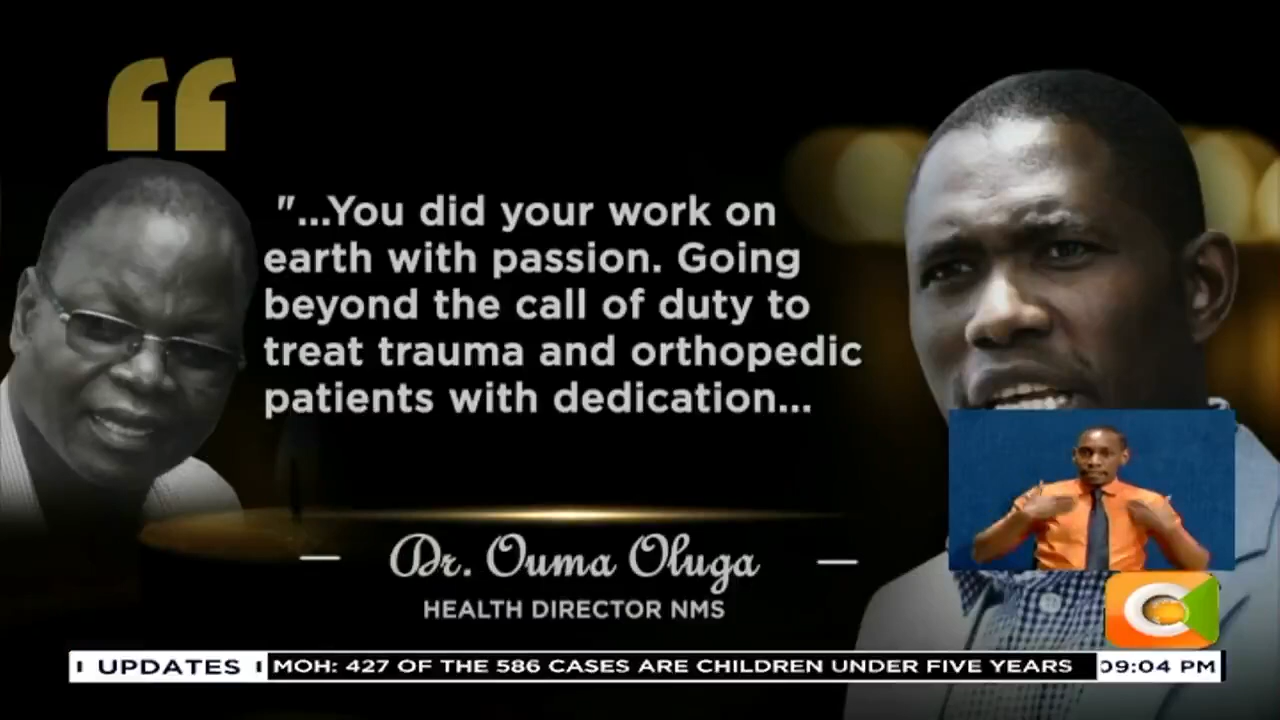 "...You did your work on
earth with passion. Going
beyond the call of duty to
treat trauma and orthopedic
patients with dedication...
Dr. Ouma Oluga
HEALTH DIRECTOR NMS
UPDATES MOH: 427 OF THE 586 CASES ARE CHILDREN UNDER FIVE YEARS 09:04 PM